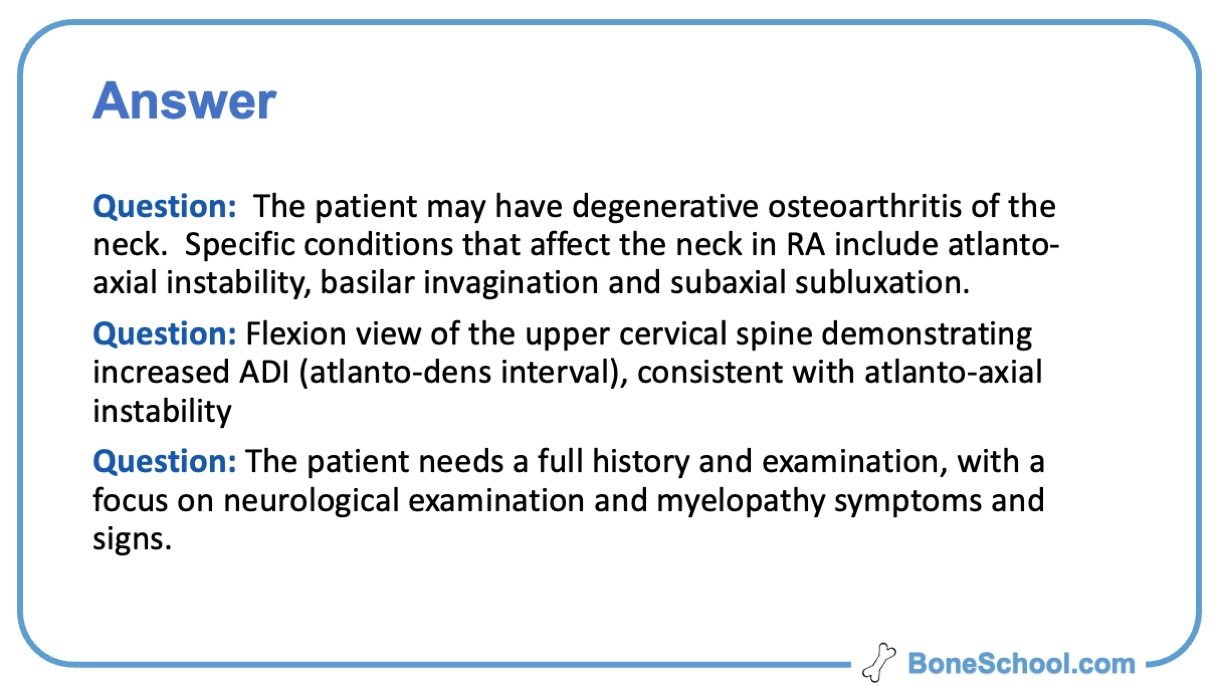 Answer
Question:  The patient may have degenerative osteoarthritis of the
neck.  Specific conditions that affect the neck in RA include atlanto-
axial instability, basilar invagination and subaxial subluxation.
Question: Flexion view of the upper cervical spine demonstrating
increased ADI (atlanto-dens interval), consistent with atlanto-axial
instability
Question: The patient needs a full history and examination, with a
focus on neurological examination and myelopathy symptoms and
signs.
BoneSchool.com